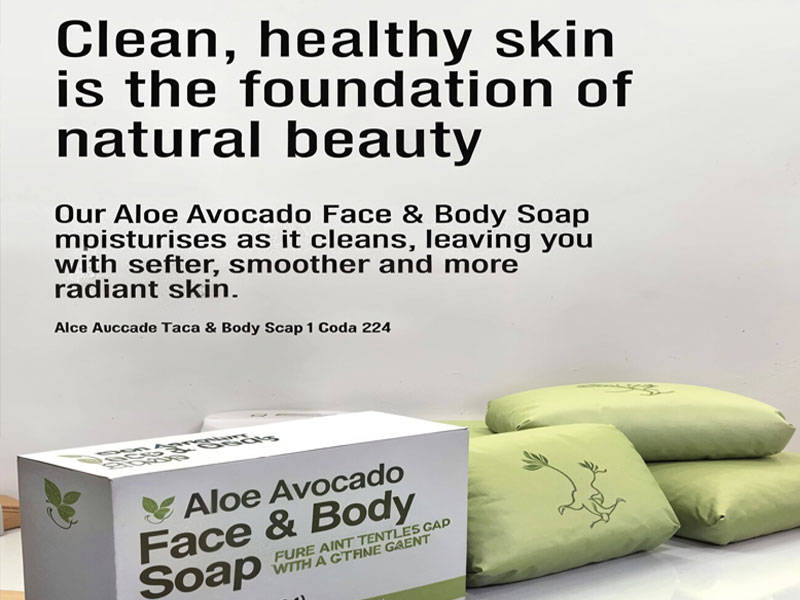 Clean, healthy skin
is the foundation of
natural beauty
Our Aloe Avocado Face & Body Soap
mpisturises as it cleans, leaving you
with sefter, smoother and more
radiant skin.
Alce Auccade Taca & Body Scap 1 Coda 224
Aloe Avocado
Face & Body
Soap
FURE AINT TENTLES GAP
WITH A GTFINE GAENT